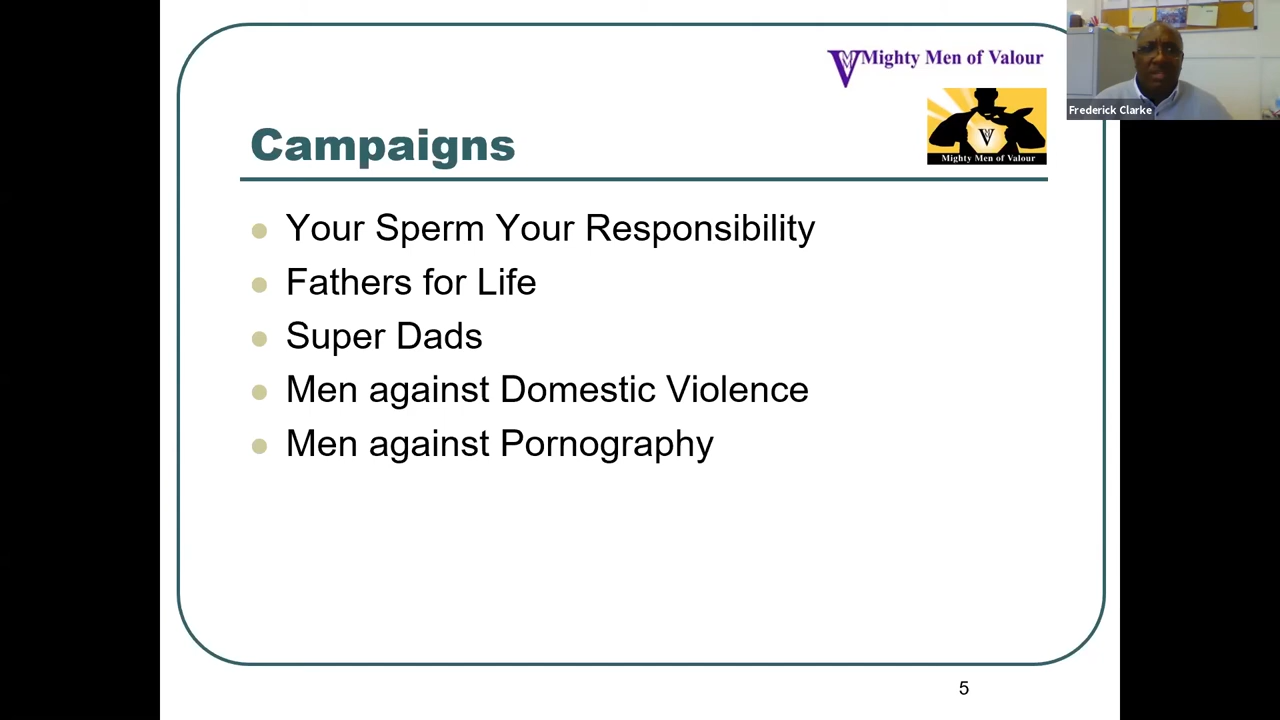 Mighty Men of Valour
Frederick Clarke
Campaigns
V
Mighty Men of Valour
Your Sperm Your Responsibility
Fathers for Life
Super Dads
Men against Domestic Violence
Men against Pornography
5